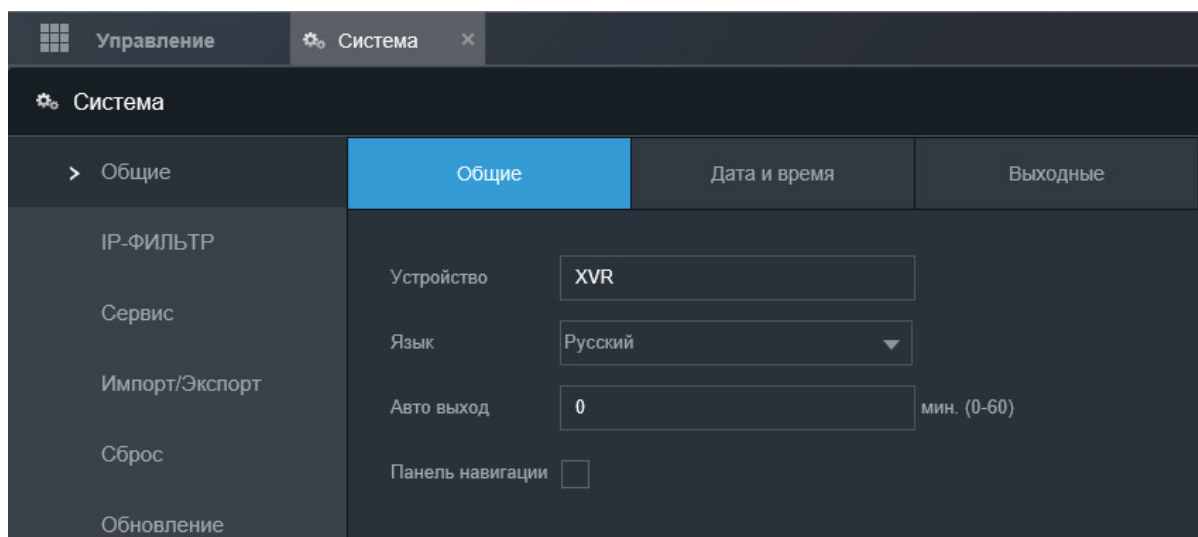 Управление
Система ×
Система
Общие
Общие Дата и время Выходные
IP-ФИЛЬТР
Устройство XVR
Сервис
Язык Русский
Импорт/Экспорт
Авто выход 0 мин. (0-60)
Сброс
Панель навигации
Обновление